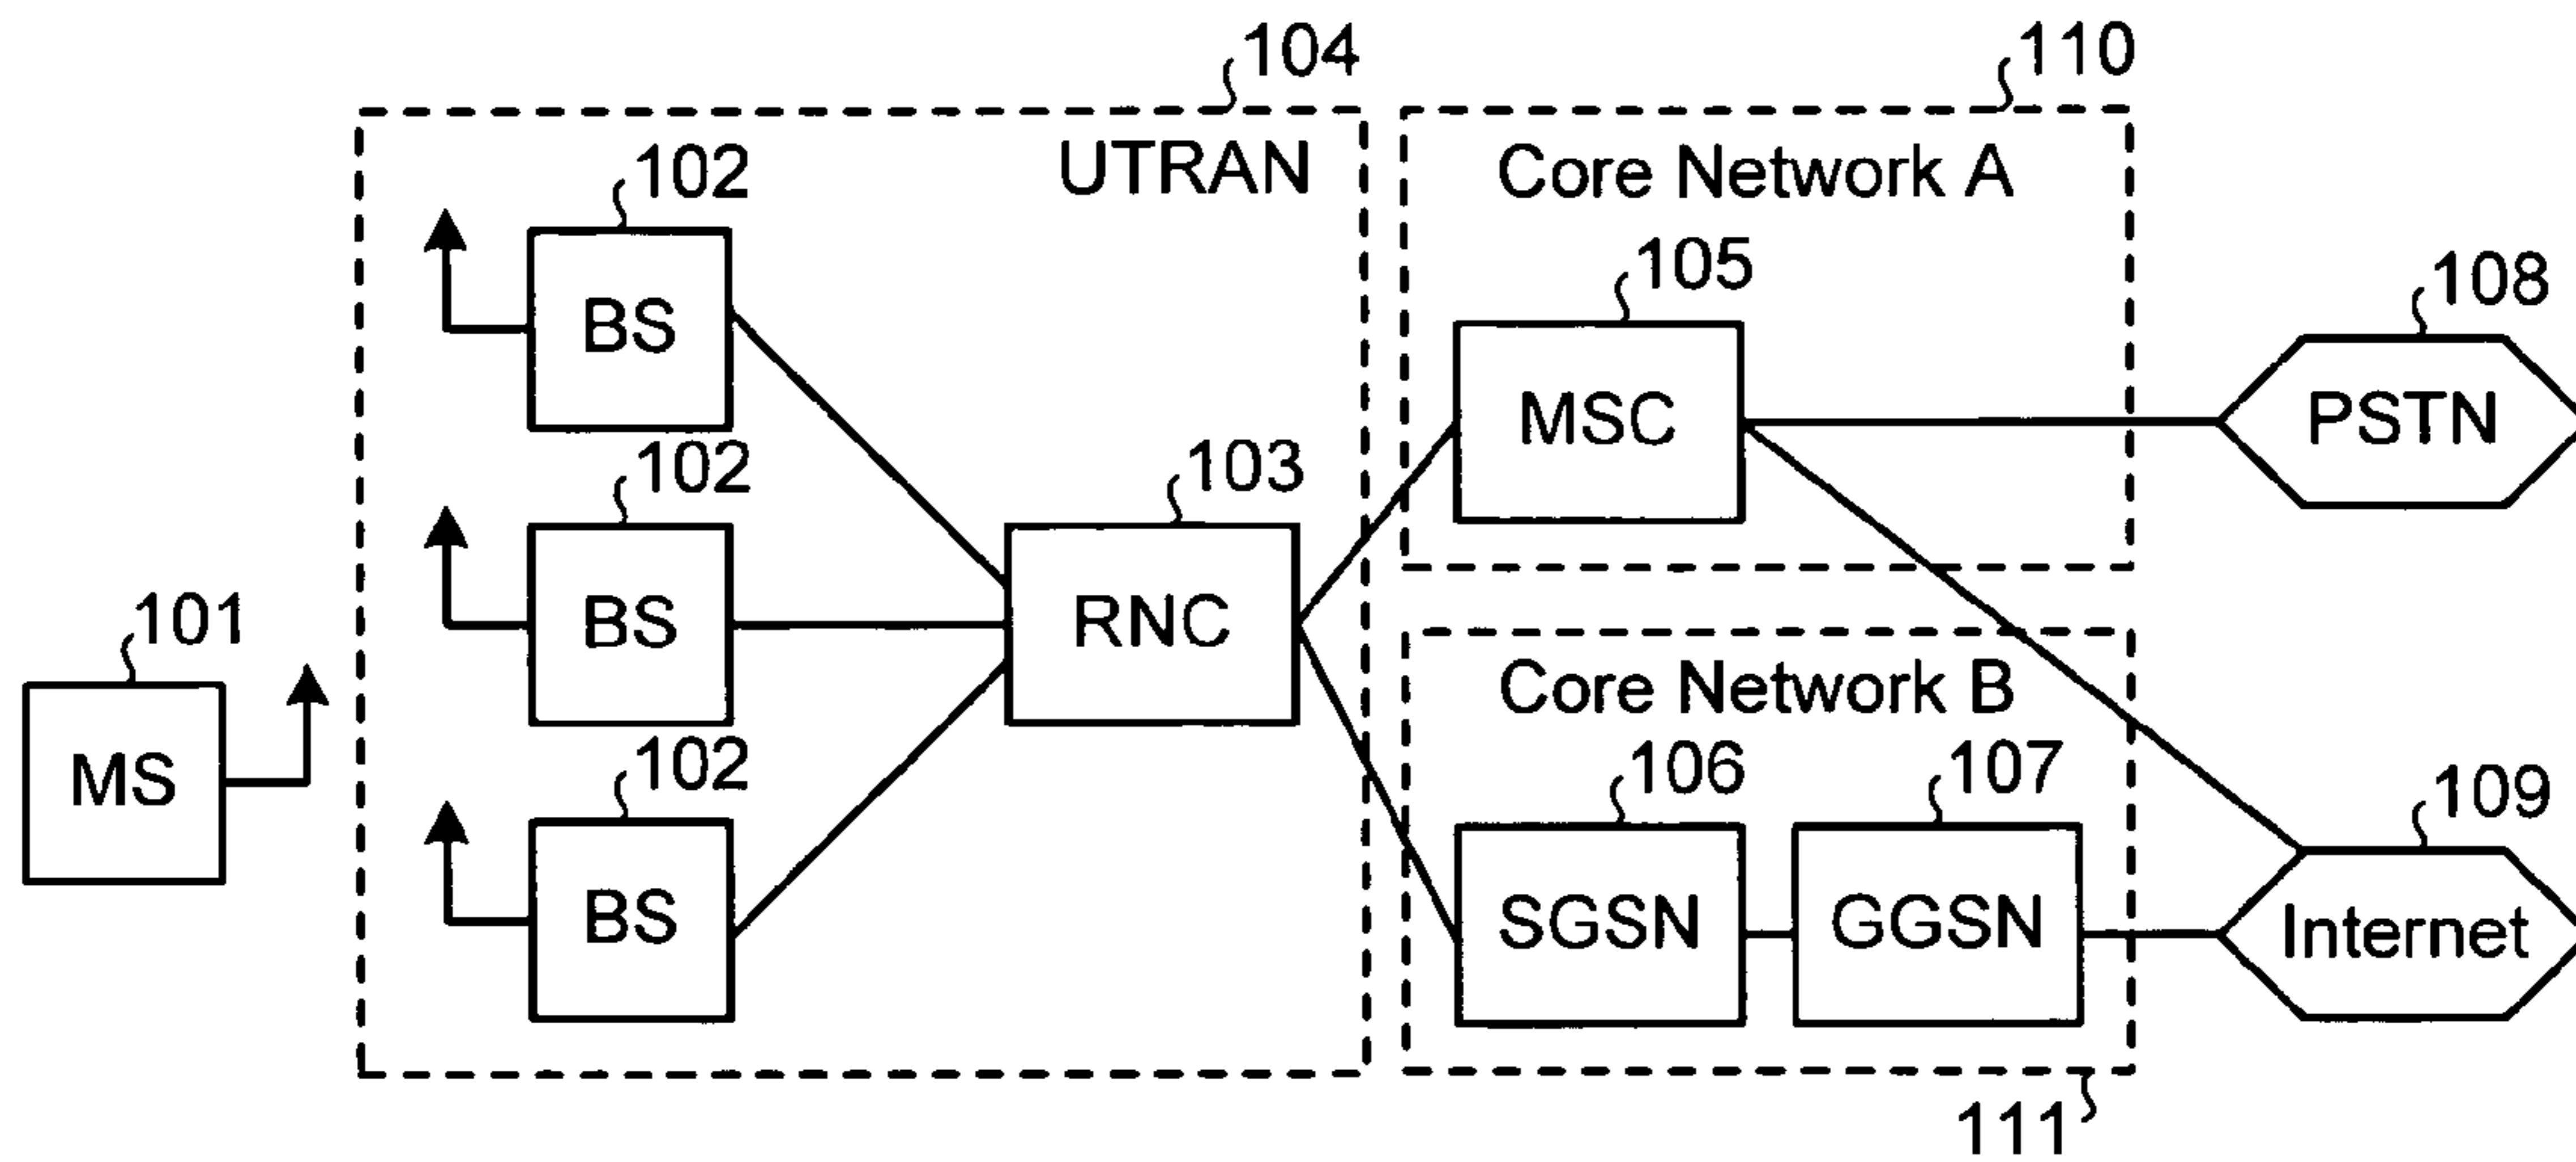 104
110
UTRAN
Core Network A
102
BS
105
MSC
108
PSTN
102
BS
103
RNC
101
MS
Core Network B
102
BS
106
SGSN
107
GGSN
109
Internet
111